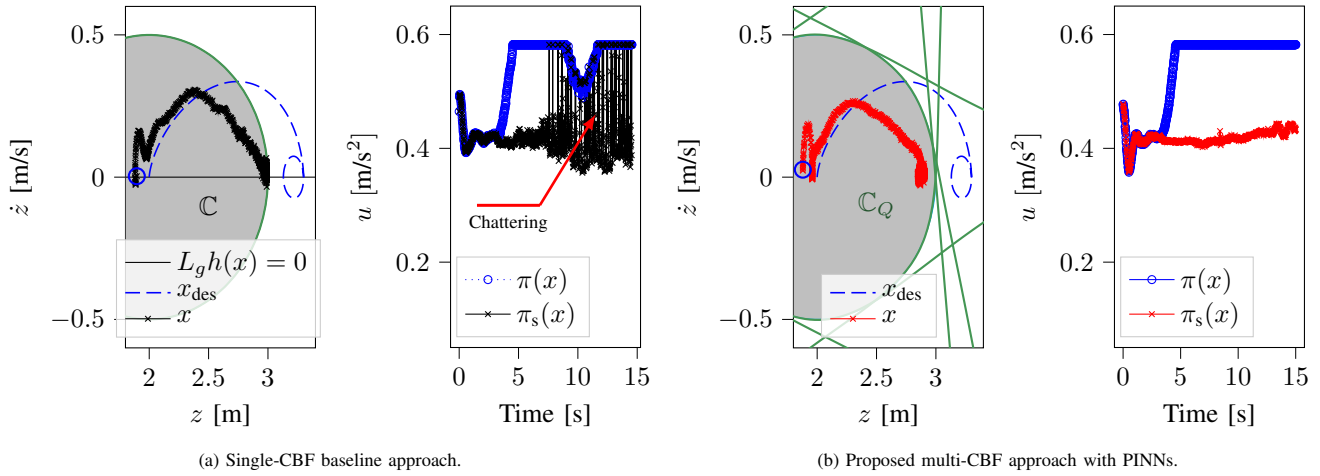 0.5
0
−0.5
ż [m/s]
2
2.5
3
z [m]
ℂ
L_g h(x) = 0
x_des
x
0.6
0.4
0.2
u [m/s²]
0
5
10
15
Time [s]
Chattering
π(x)
π_s(x)
(a) Single-CBF baseline approach.
0.5
0
−0.5
ż [m/s]
2
2.5
3
z [m]
ℂ_Q
x_des
x
0.6
0.4
0.2
u [m/s²]
0
5
10
15
Time [s]
π(x)
π_s(x)
(b) Proposed multi-CBF approach with PINNs.